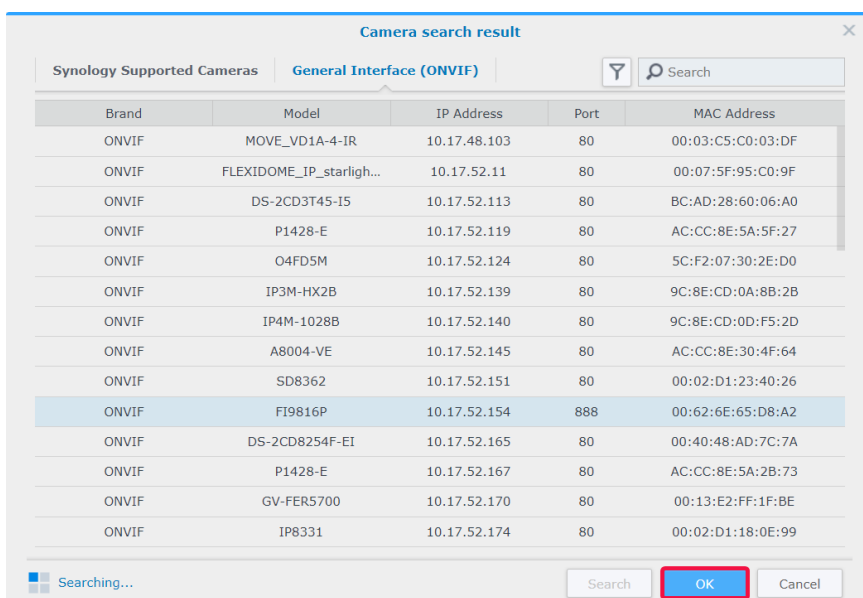 Camera search result
Synology Supported Cameras General Interface (ONVIF) Search
Brand Model IP Address Port MAC Address
ONVIF MOVE_VD1A-4-IR 10.17.48.103 80 00:03:C5:C0:03:DF
ONVIF FLEXIDOME_IP_starligh... 10.17.52.11 80 00:07:5F:95:C0:9F
ONVIF DS-2CD3T45-I5 10.17.52.113 80 BC:AD:28:60:06:A0
ONVIF P1428-E 10.17.52.119 80 AC:CC:8E:5A:5F:27
ONVIF O4FD5M 10.17.52.124 80 5C:F2:07:30:2E:D0
ONVIF IP3M-HX2B 10.17.52.139 80 9C:8E:CD:0A:8B:2B
ONVIF IP4M-1028B 10.17.52.140 80 9C:8E:CD:0D:F5:2D
ONVIF A8004-VE 10.17.52.145 80 AC:CC:8E:30:4F:64
ONVIF SD8362 10.17.52.151 80 00:02:D1:23:40:26
ONVIF FI9816P 10.17.52.154 888 00:62:6E:65:D8:A2
ONVIF DS-2CD8254F-EI 10.17.52.165 80 00:40:48:AD:7C:7A
ONVIF P1428-E 10.17.52.167 80 AC:CC:8E:5A:2B:73
ONVIF GV-FER5700 10.17.52.170 80 00:13:E2:FF:1F:BE
ONVIF IP8331 10.17.52.174 80 00:02:D1:18:0E:99
Searching... Search OK Cancel